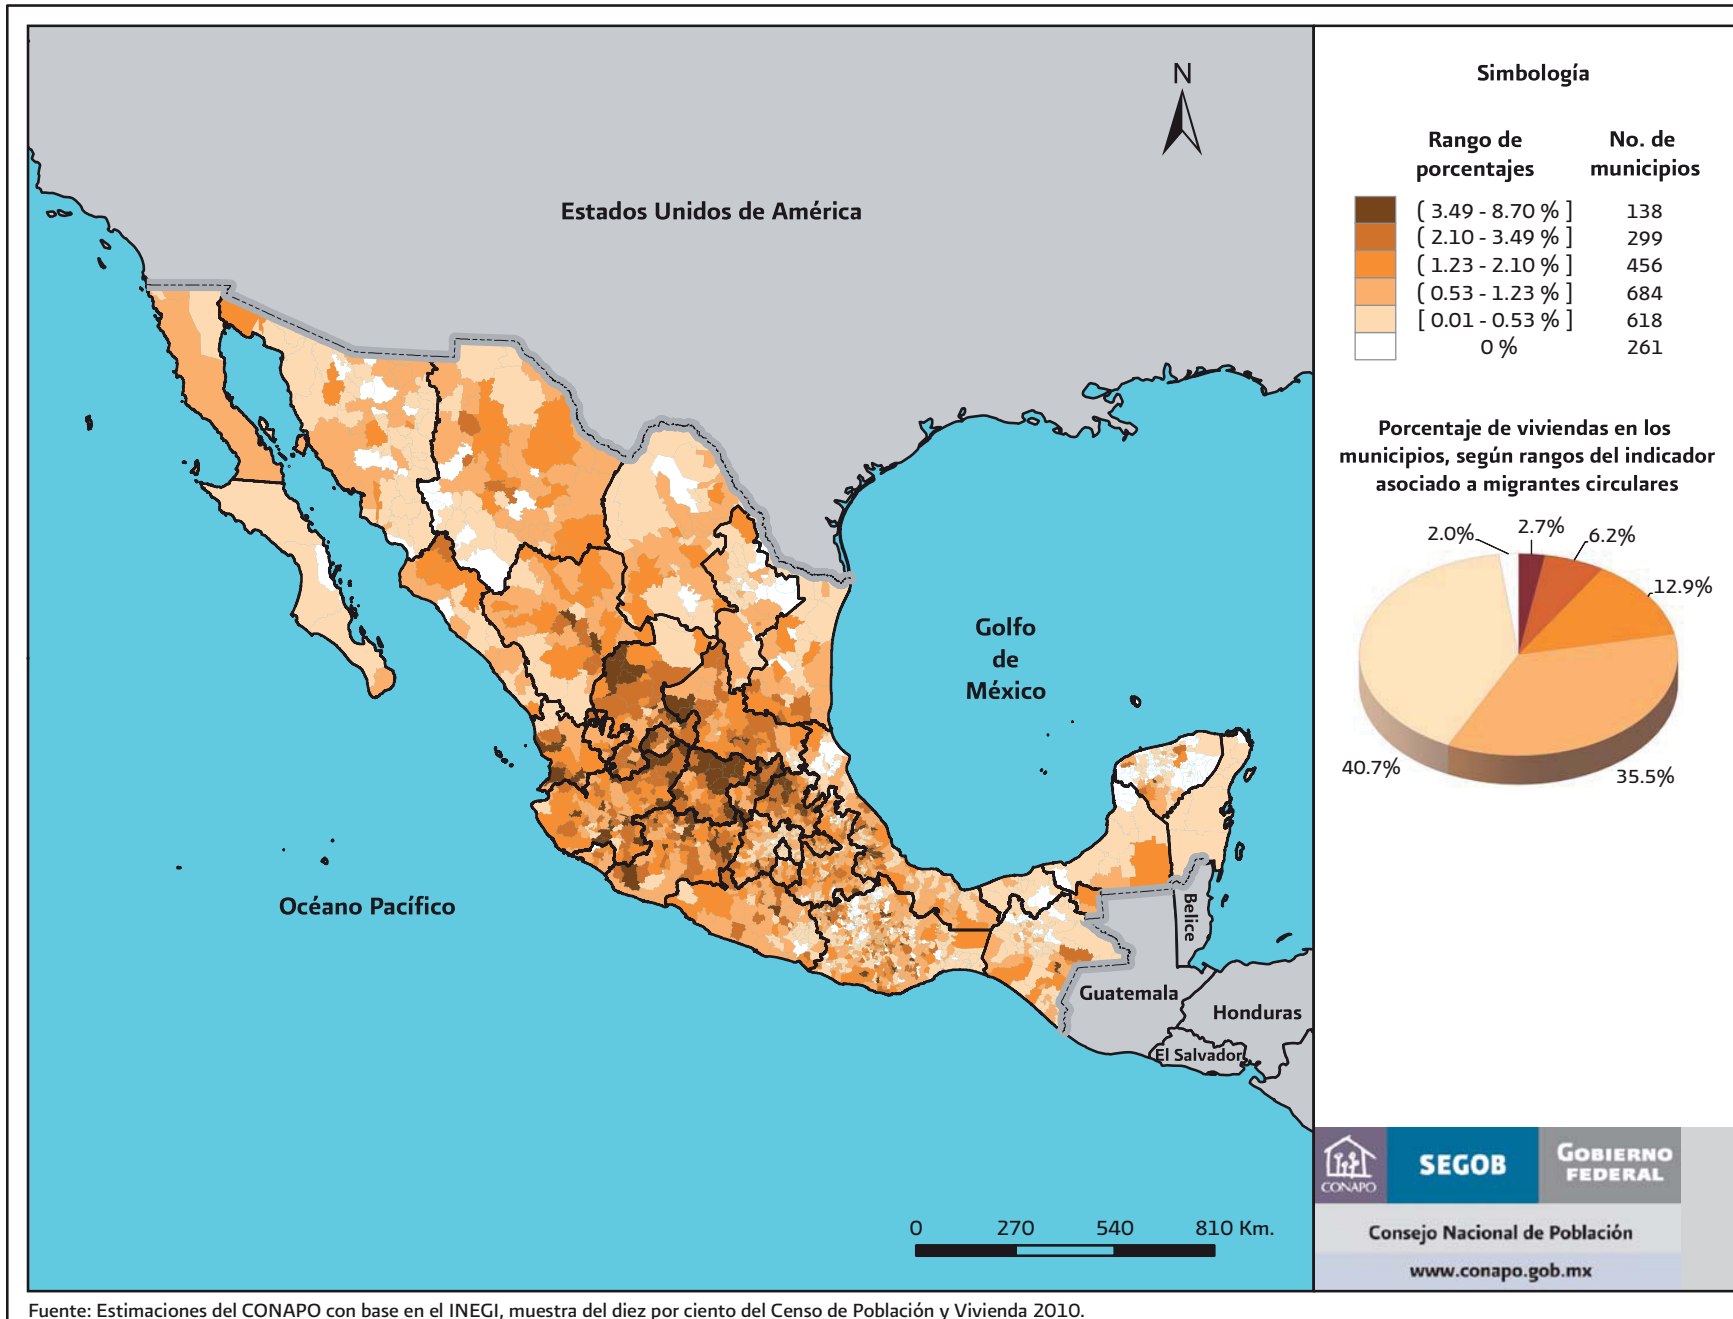 N
Estados Unidos de América
Golfo
de
México
Océano Pacífico
Belice
Guatemala
Honduras
El Salvador
0 270 540 810 Km.
Simbología
Rango de No. de
porcentajes municipios
( 3.49 - 8.70 % ] 138
( 2.10 - 3.49 % ] 299
( 1.23 - 2.10 % ] 456
( 0.53 - 1.23 % ] 684
[ 0.01 - 0.53 % ] 618
0 % 261
Porcentaje de viviendas en los
municipios, según rangos del indicador
asociado a migrantes circulares
2.0% 2.7% 6.2%
12.9%
40.7% 35.5%
CONAPO
SEGOB
GOBIERNO
FEDERAL
Consejo Nacional de Población
www.conapo.gob.mx
Fuente: Estimaciones del CONAPO con base en el INEGI, muestra del diez por ciento del Censo de Población y Vivienda 2010.